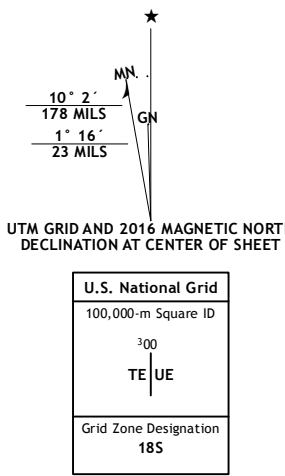 ★
MN
10° 2´
178 MILS
GN
1° 16´
23 MILS
UTM GRID AND 2016 MAGNETIC NORT
DECLINATION AT CENTER OF SHEET
U.S. National Grid
100,000-m Square ID
³00
TE UE
Grid Zone Designation
18S